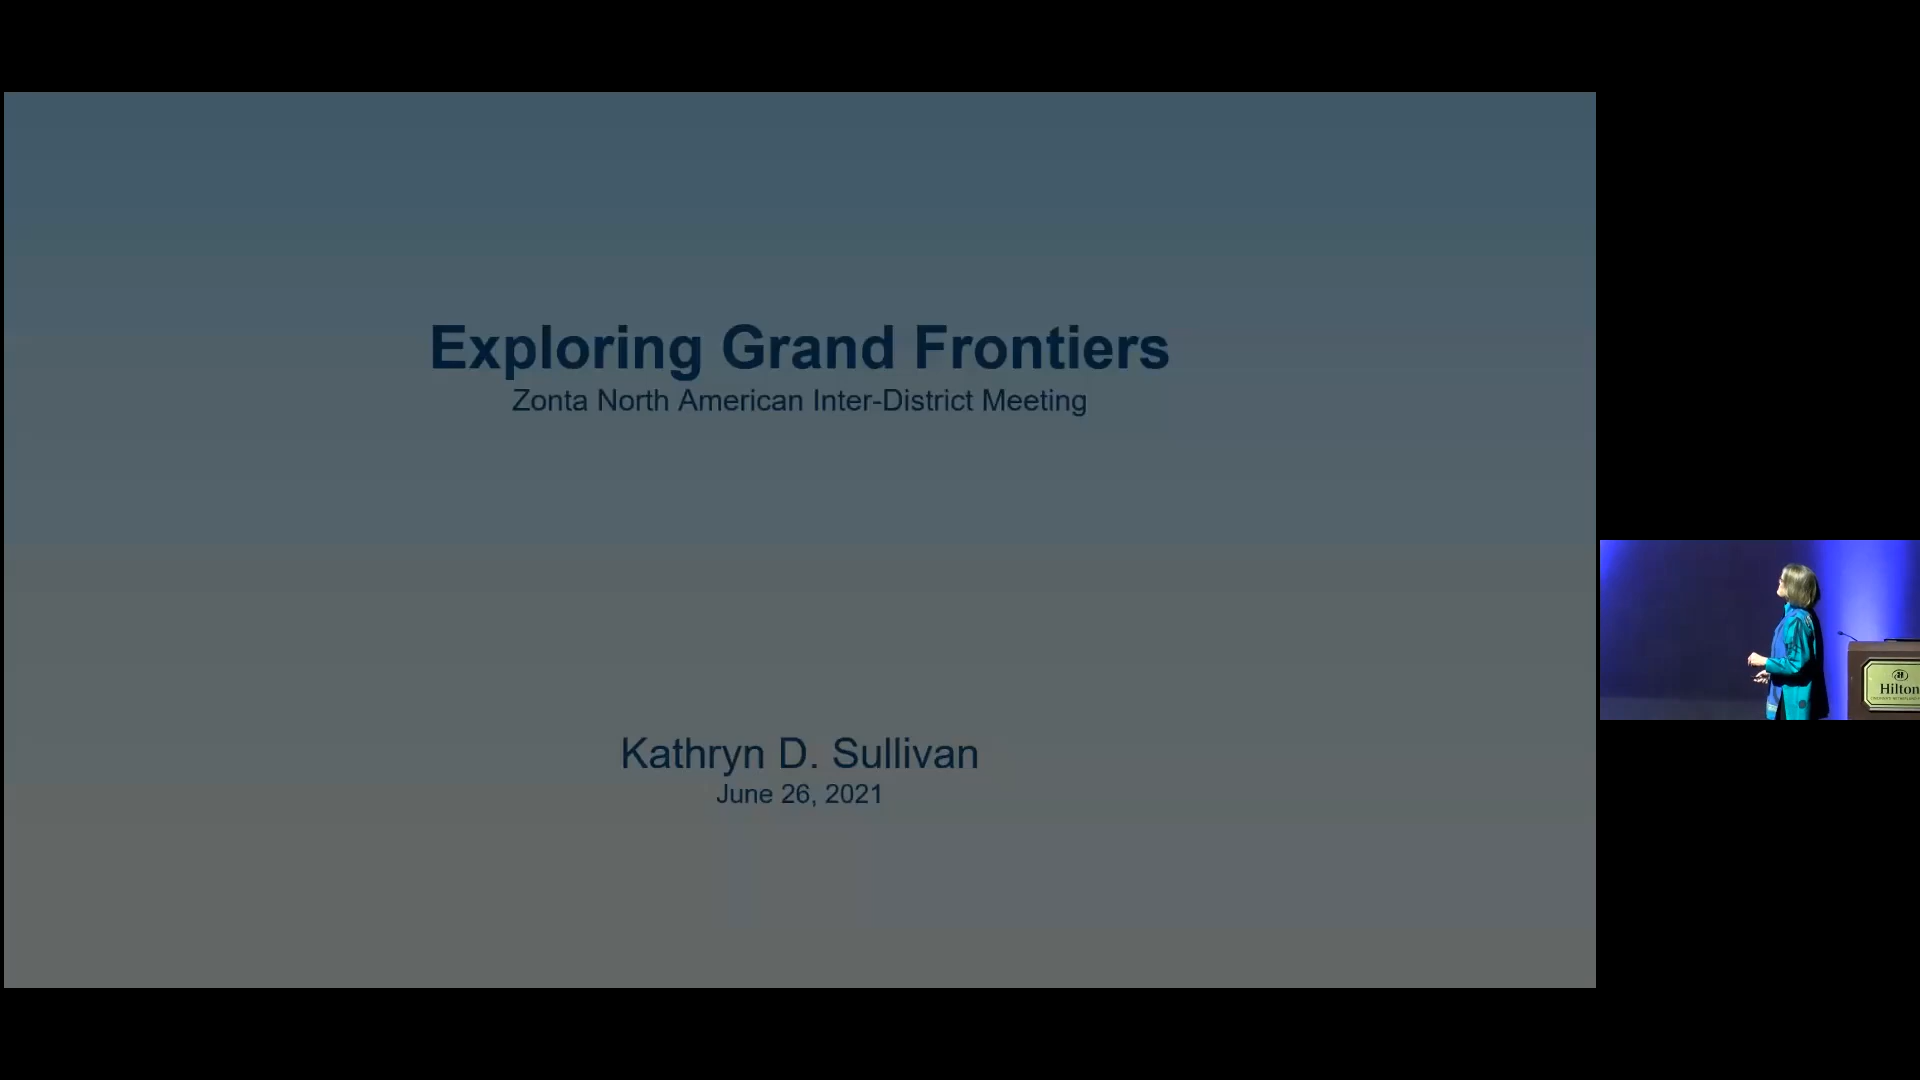 Exploring Grand Frontiers
Zonta North American Inter-District Meeting
Kathryn D. Sullivan
June 26, 2021
Hilton